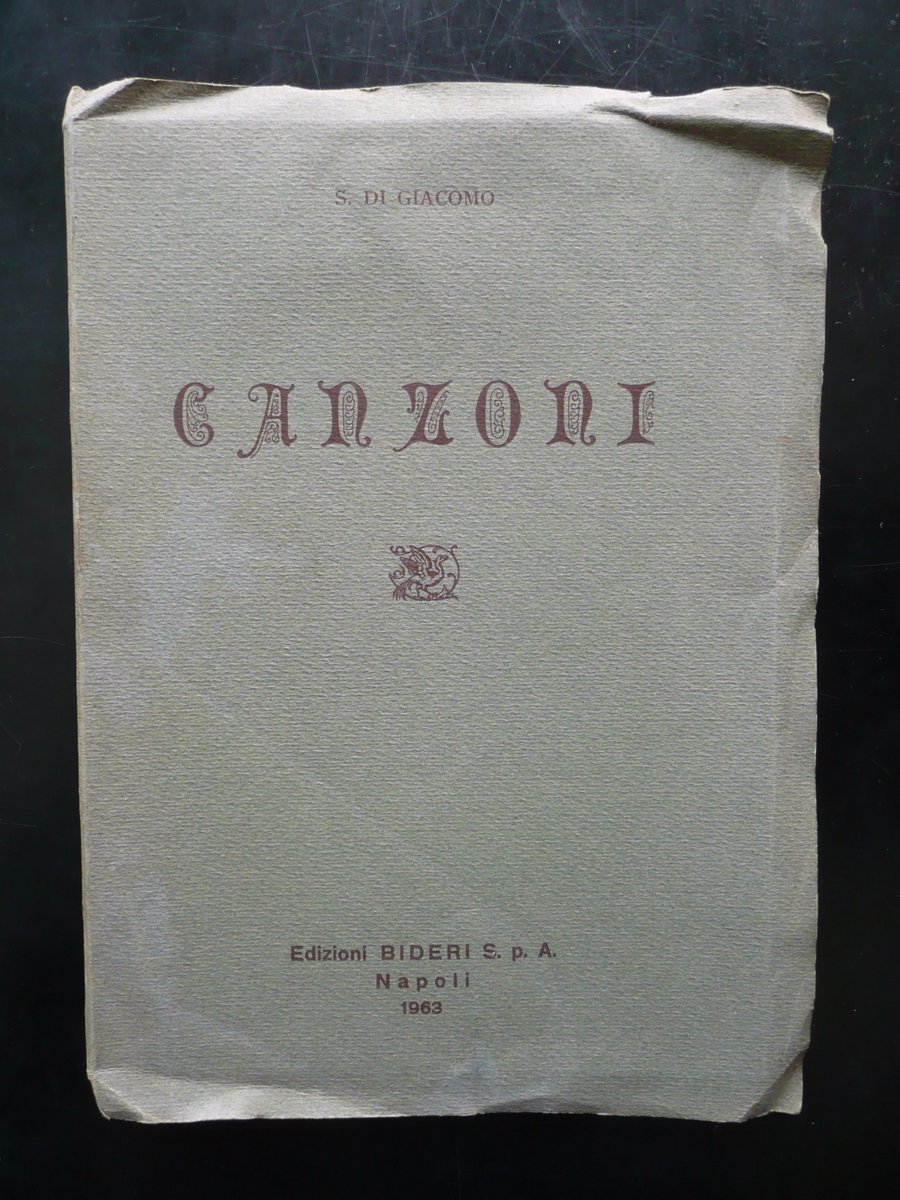 S. DI GIACOMO
CANZONI
Edizioni BIDERI S. p. A.
Napoli
1963